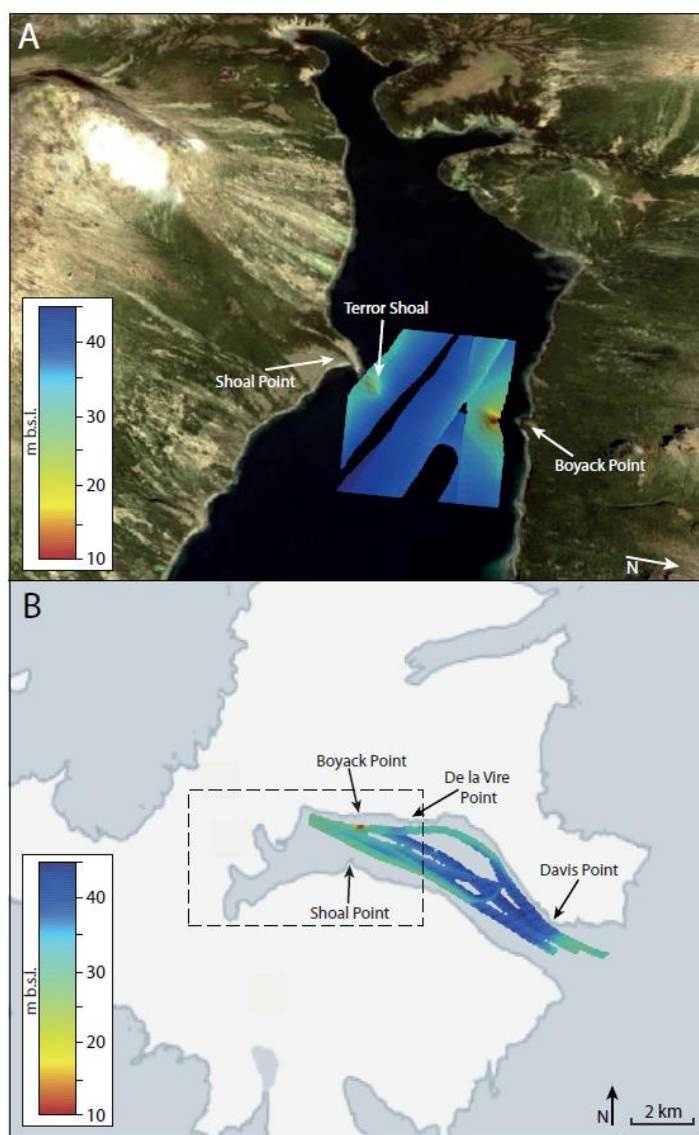 A
Terror Shoal
Shoal Point
Boyack Point
m b.s.l.
40
30
20
10
N
B
Boyack Point
De la Vire
Point
Davis Point
Shoal Point
m b.s.l.
40
30
20
10
N
2 km